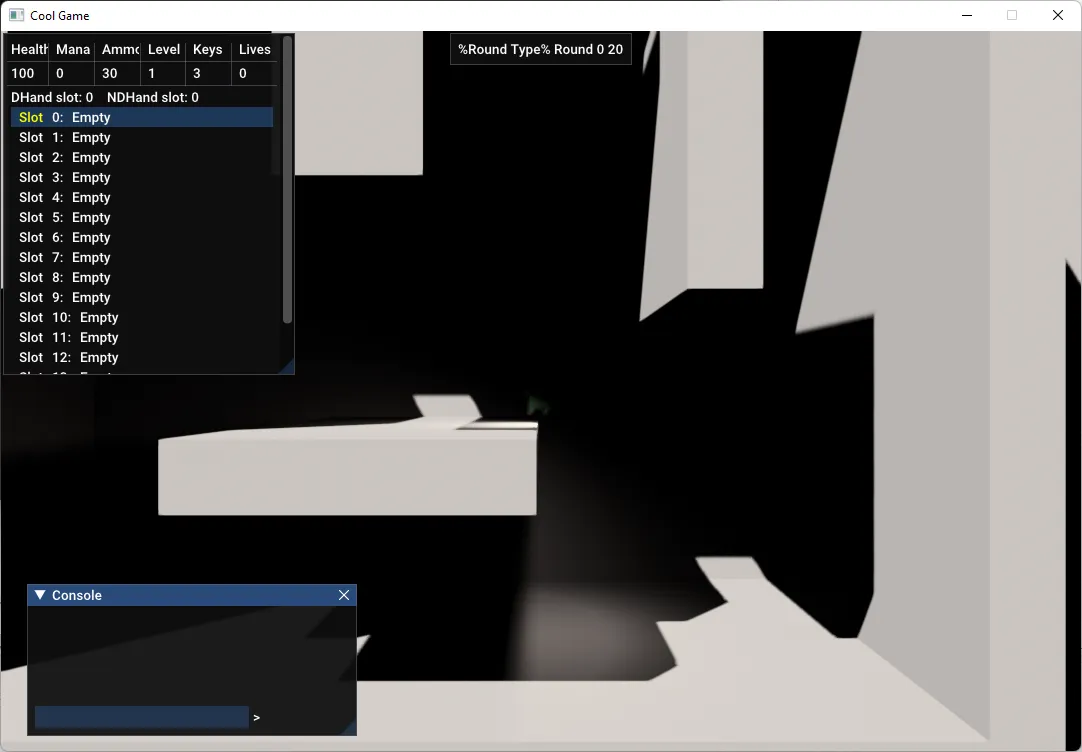 Cool Game
Health Mana Ammo Level Keys Lives
100 0 30 1 3 0
%Round Type% Round 0 20
DHand slot: 0 NDHand slot: 0
Slot 0: Empty
Slot 1: Empty
Slot 2: Empty
Slot 3: Empty
Slot 4: Empty
Slot 5: Empty
Slot 6: Empty
Slot 7: Empty
Slot 8: Empty
Slot 9: Empty
Slot 10: Empty
Slot 11: Empty
Slot 12: Empty
Console
>